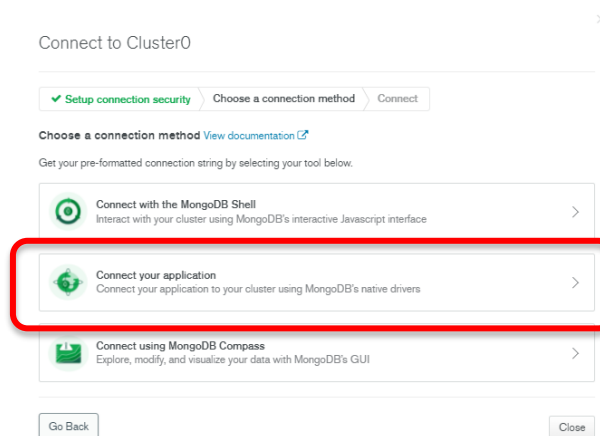 Connect to Cluster0
✔ Setup connection security
Choose a connection method
Connect
Choose a connection method View documentation
Get your pre-formatted connection string by selecting your tool below.
Connect with the MongoDB Shell
Interact with your cluster using MongoDB's interactive Javascript interface
Connect your application
Connect your application to your cluster using MongoDB's native drivers
Connect using MongoDB Compass
Explore, modify, and visualize your data with MongoDB's GUI
Go Back
Close